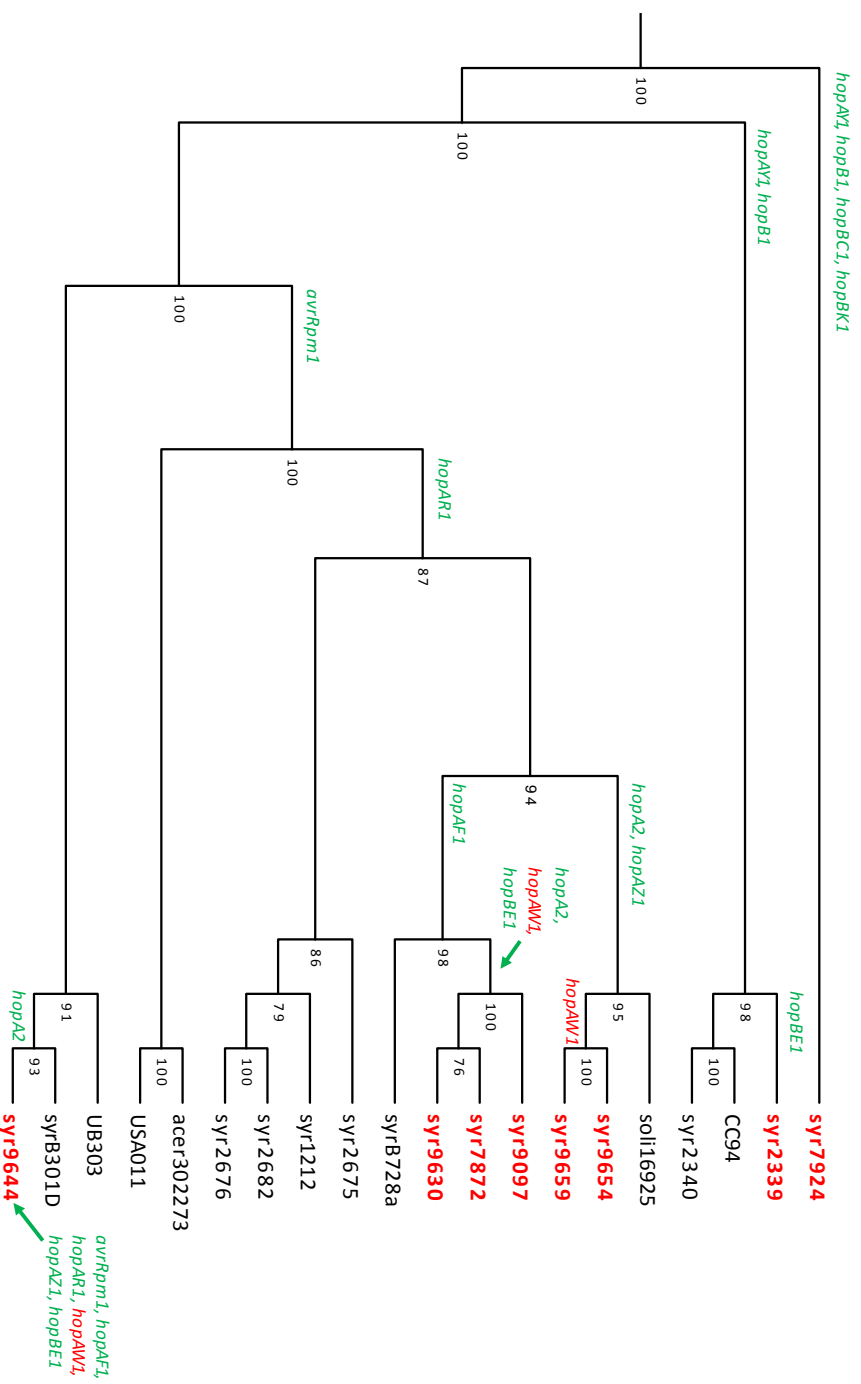 hopAY1, hopB1, hopBC1, hopBK1
syr7924
hopBE1
syr2339
hopAY1, hopB1
98
CC94
100
syr2340
soli16925
100
hopA2, hopAZ1
95
syr9654
100
hopAW1
syr9659
hopA2,
hopAW1,
hopBE1
94
syr9097
100
syr7872
76
hopAF1
98
syr9630
100
hopAR1
87
syrB728a
syr2675
avrRpm1
86
syr1212
100
79
syr2682
100
syr2676
100
acer302273
100
USA011
UB303
91
syrB301D
93
hopA2
syr9644
avrRpm1, hopAF1,
hopAR1, hopAW1,
hopAZ1, hopBE1